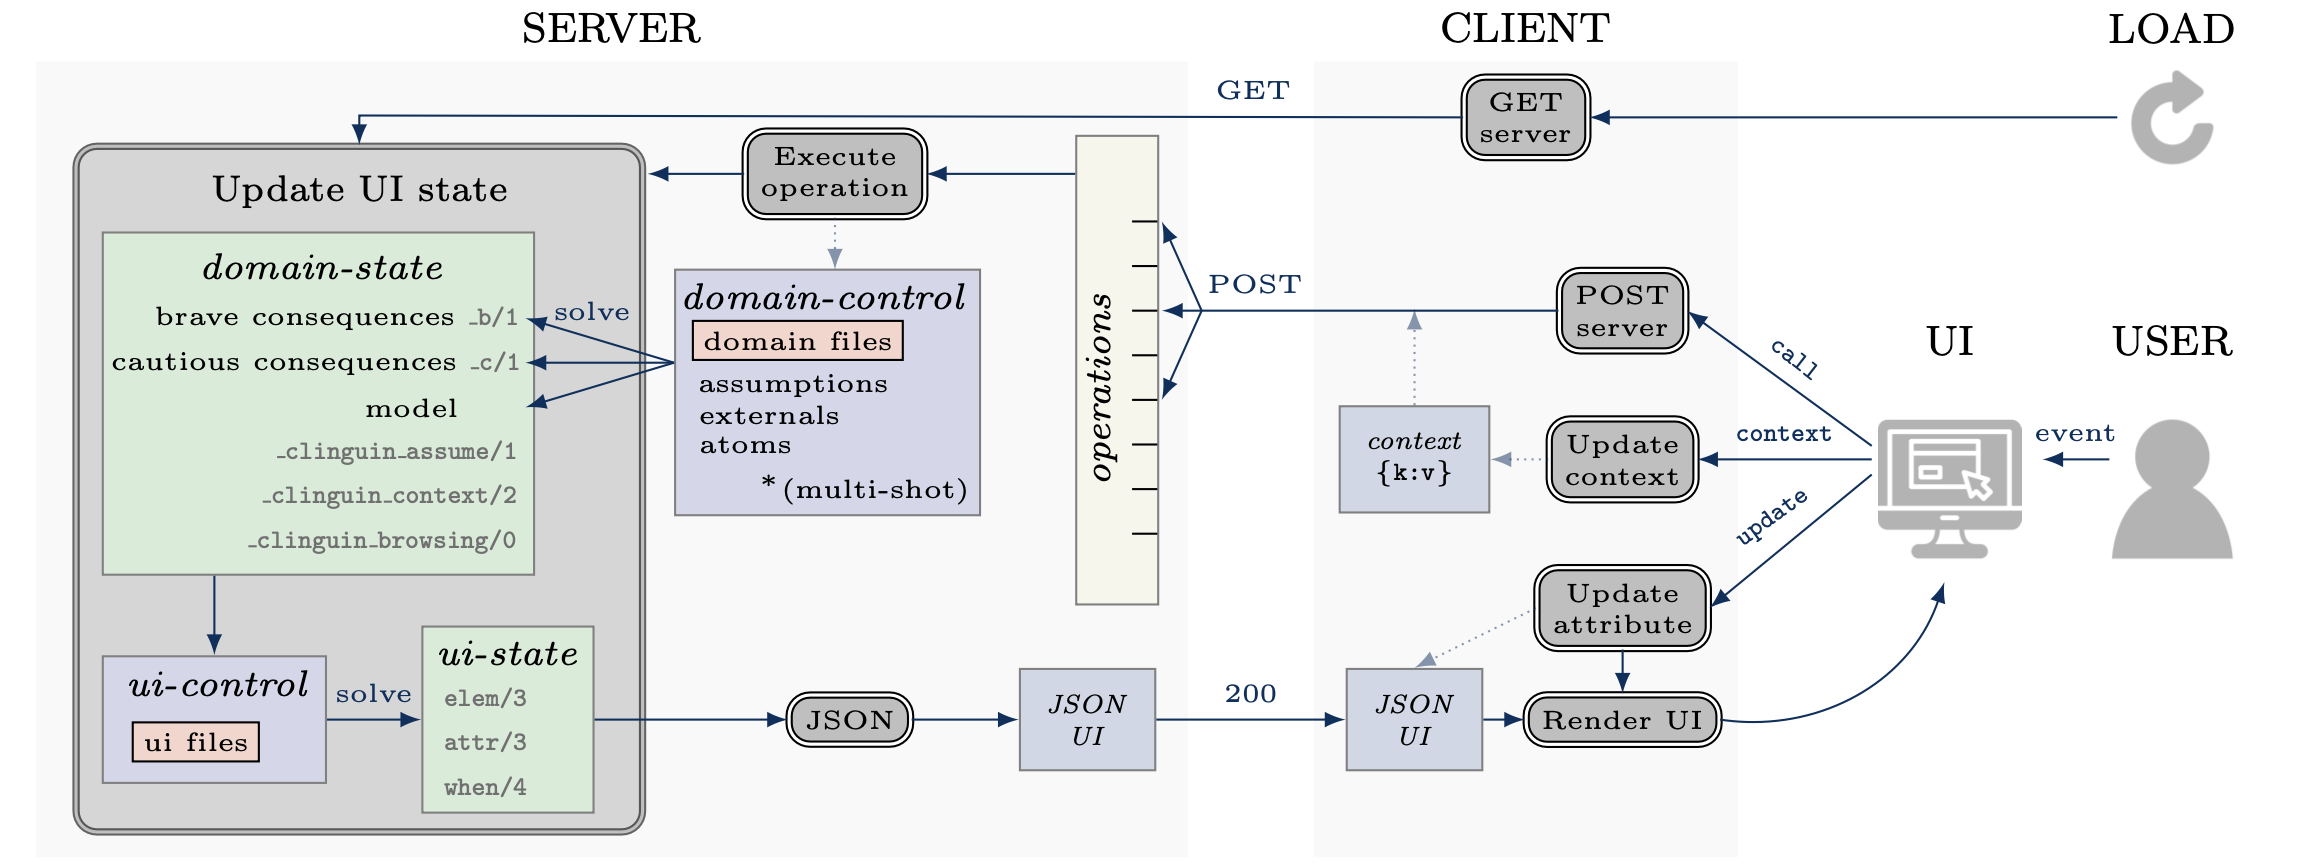 SERVER
CLIENT
LOAD
GET
GET
server
Execute
operation
Update UI state
domain-state
brave consequences _b/1
cautious consequences _c/1
model
_clinguin_assume/1
_clinguin_context/2
_clinguin_browsing/0
solve
domain-control
domain files
assumptions
externals
atoms
*(multi-shot)
operations
POST
POST
server
call
UI
USER
context
{k:v}
Update
context
context
event
update
Update
attribute
ui-control
ui files
solve
ui-state
elem/3
attr/3
when/4
JSON
JSON
UI
200
JSON
UI
Render UI